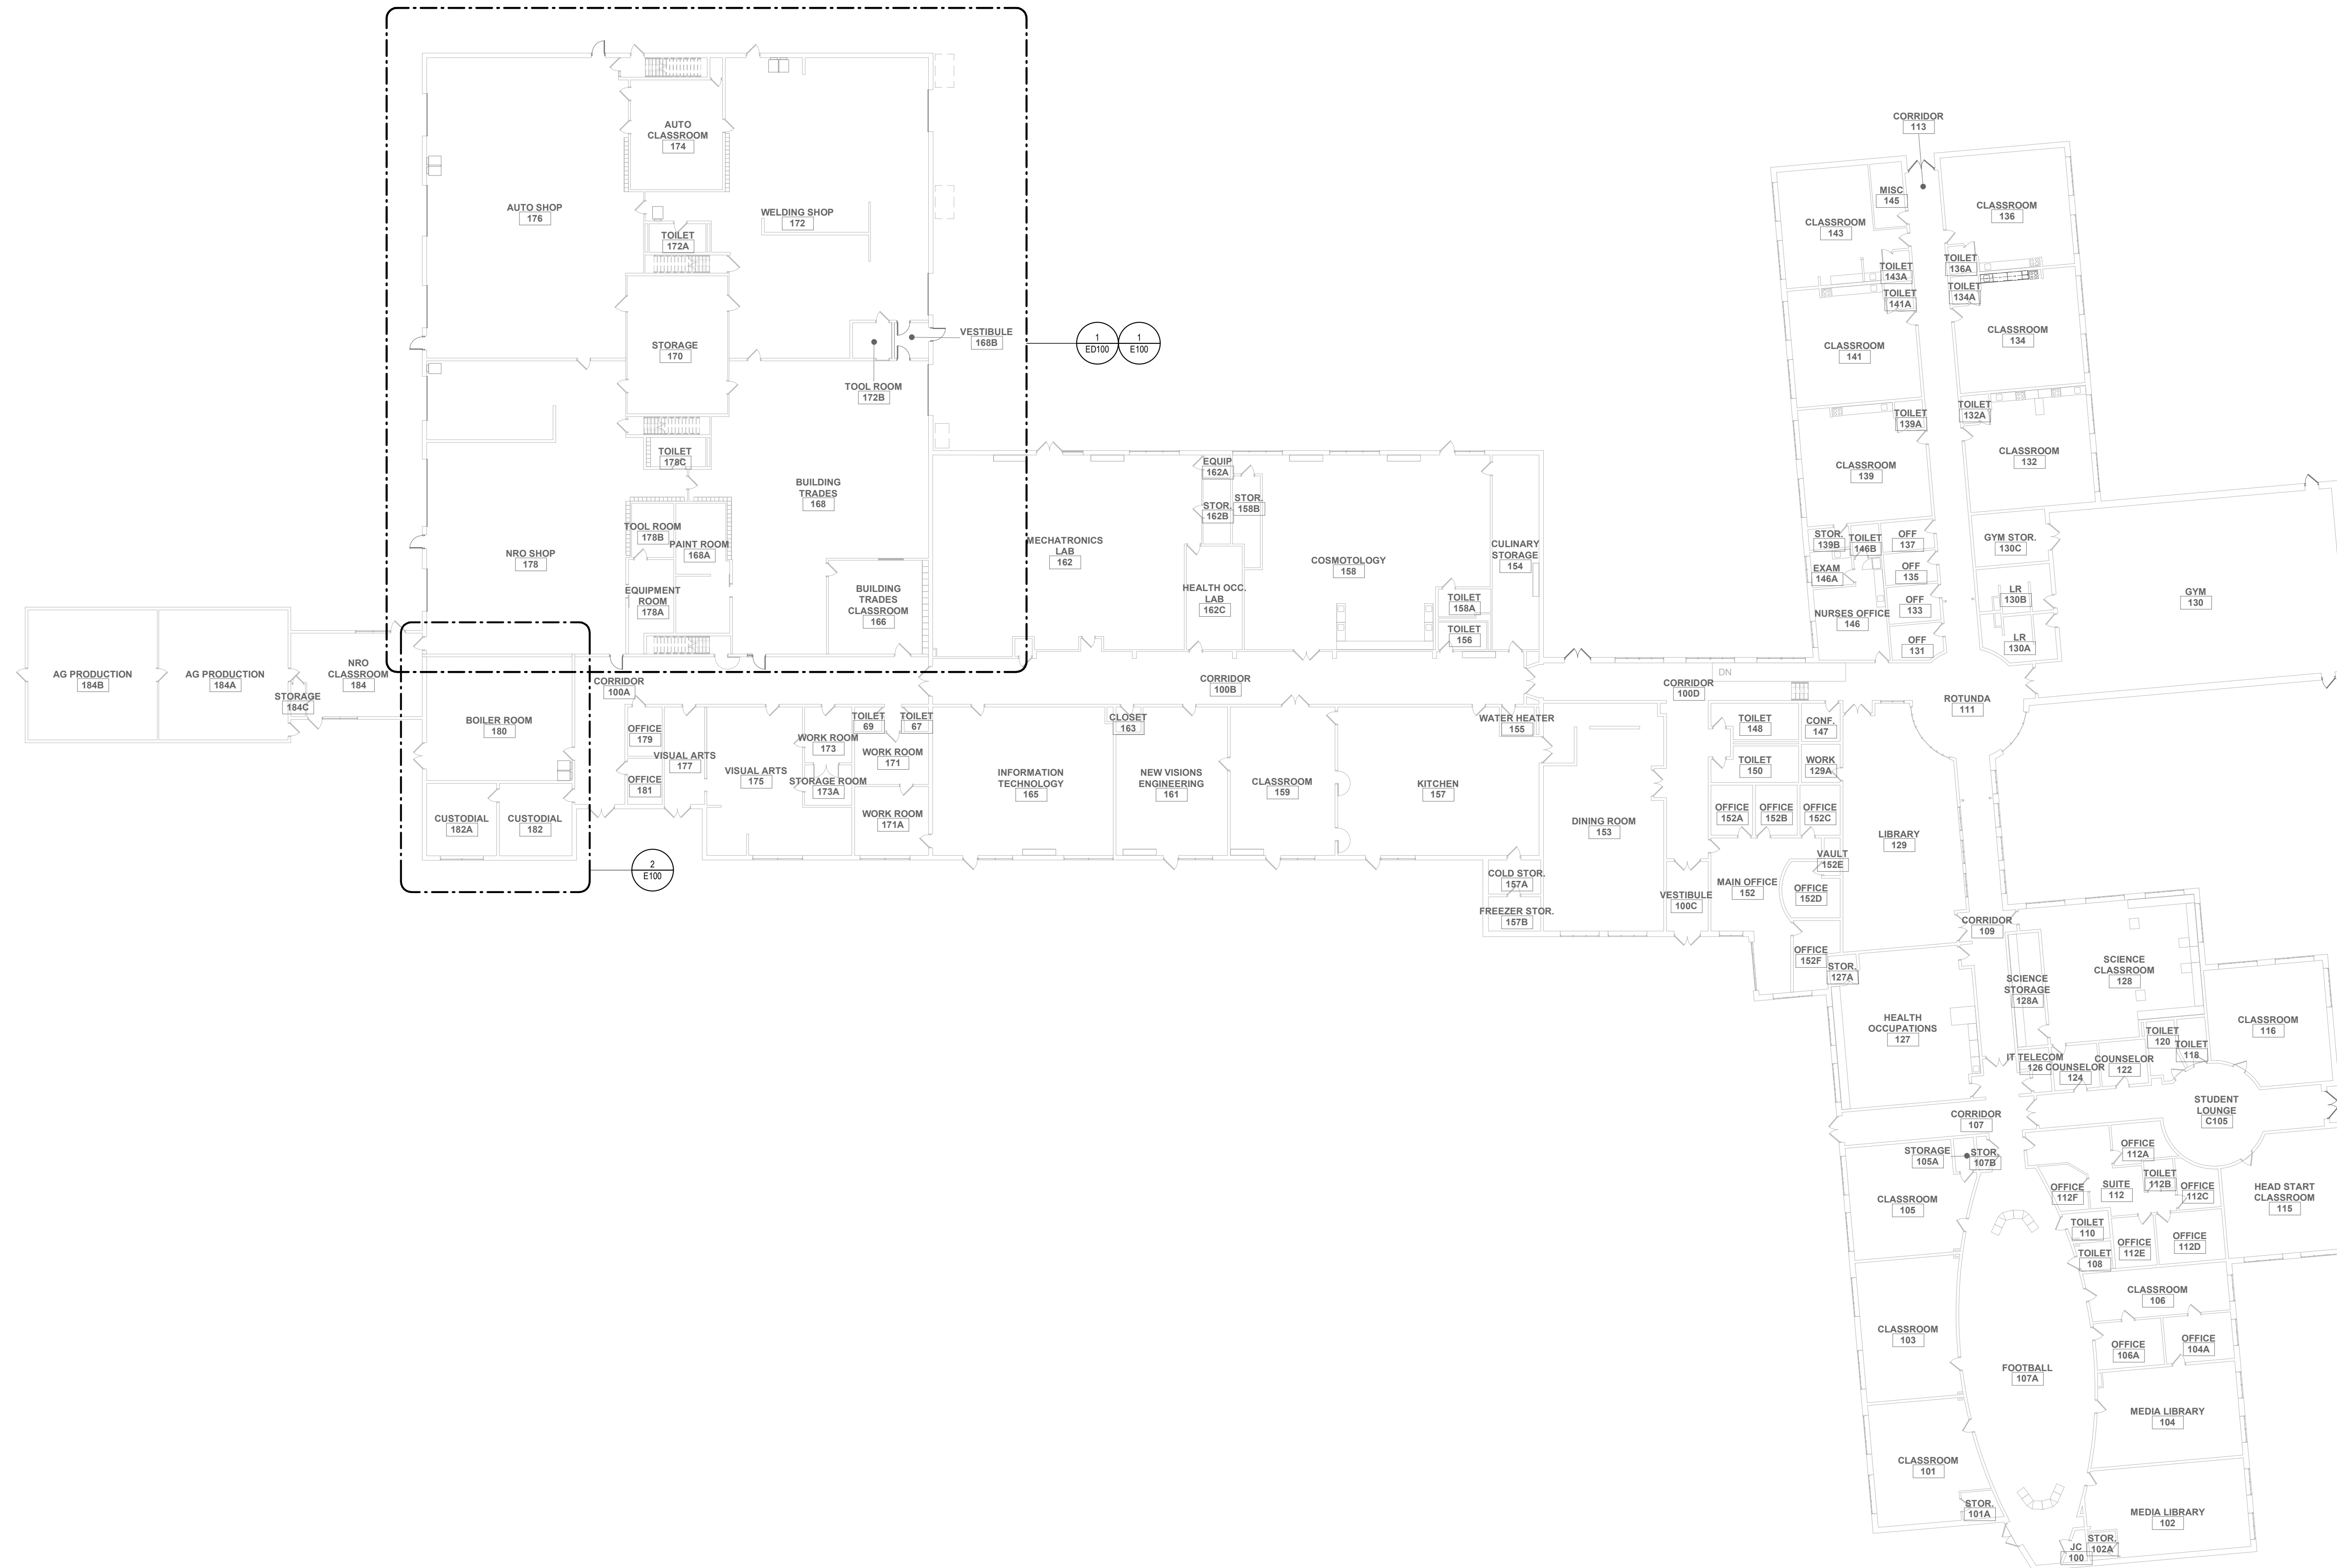 CORRIDOR
113
AUTO
CLASSROOM
174
AUTO SHOP
176
WELDING SHOP
172
TOILET
172A
STORAGE
170
VESTIBULE
168B
1
ED100
1
E100
TOOL ROOM
172B
TOILET
178C
BUILDING
TRADES
168
TOOL ROOM
178B
PAINT ROOM
168A
NRO SHOP
178
EQUIPMENT
ROOM
178A
BUILDING
TRADES
CLASSROOM
166
MISC
145
CLASSROOM
136
CLASSROOM
143
TOILET
143A
TOILET
136A
TOILET
141A
TOILET
134A
CLASSROOM
141
CLASSROOM
134
TOILET
139A
TOILET
132A
CLASSROOM
139
CLASSROOM
132
STOR.
139B
TOILET
146B
OFF
137
GYM STOR.
130C
EXAM
146A
OFF
135
LR
130B
GYM
130
NURSES OFFICE
146
OFF
133
OFF
131
LR
130A
EQUIP
162A
STOR.
162B
STOR.
158B
MECHATRONICS
LAB
162
COSMOTOLOGY
158
CULINARY
STORAGE
154
HEALTH OCC.
LAB
162C
TOILET
158A
TOILET
156
AG PRODUCTION
184B
AG PRODUCTION
184A
NRO
CLASSROOM
184
STORAGE
184C
CORRIDOR
100A
CORRIDOR
100B
CORRIDOR
100D
DN
ROTUNDA
111
BOILER ROOM
180
CUSTODIAL
182A
CUSTODIAL
182
2
E100
OFFICE
179
OFFICE
181
VISUAL ARTS
177
VISUAL ARTS
175
WORK ROOM
173
STORAGE ROOM
173A
TOILET
69
TOILET
67
WORK ROOM
171
WORK ROOM
171A
INFORMATION
TECHNOLOGY
165
CLOSET
163
NEW VISIONS
ENGINEERING
161
CLASSROOM
159
KITCHEN
157
WATER HEATER
155
DINING ROOM
153
COLD STOR.
157A
FREEZER STOR.
157B
VESTIBULE
100C
TOILET
148
CONF.
147
TOILET
150
WORK
129A
OFFICE
152A
OFFICE
152B
OFFICE
152C
LIBRARY
129
VAULT
152E
MAIN OFFICE
152
OFFICE
152D
OFFICE
152F
STOR.
127A
CORRIDOR
109
HEALTH
OCCUPATIONS
127
SCIENCE
STORAGE
128A
SCIENCE
CLASSROOM
128
CLASSROOM
116
TOILET
120
TOILET
118
IT TELECOM
126
COUNSELOR
124
COUNSELOR
122
STUDENT
LOUNGE
C105
CORRIDOR
107
STORAGE
105A
STOR.
107B
OFFICE
112A
TOILET
112B
OFFICE
112C
SUITE
112
OFFICE
112F
CLASSROOM
105
HEAD START
CLASSROOM
115
TOILET
110
TOILET
108
OFFICE
112E
OFFICE
112D
CLASSROOM
106
CLASSROOM
103
OFFICE
106A
OFFICE
104A
FOOTBALL
107A
MEDIA LIBRARY
104
CLASSROOM
101
STOR.
101A
MEDIA LIBRARY
102
STOR.
102A
JC
100